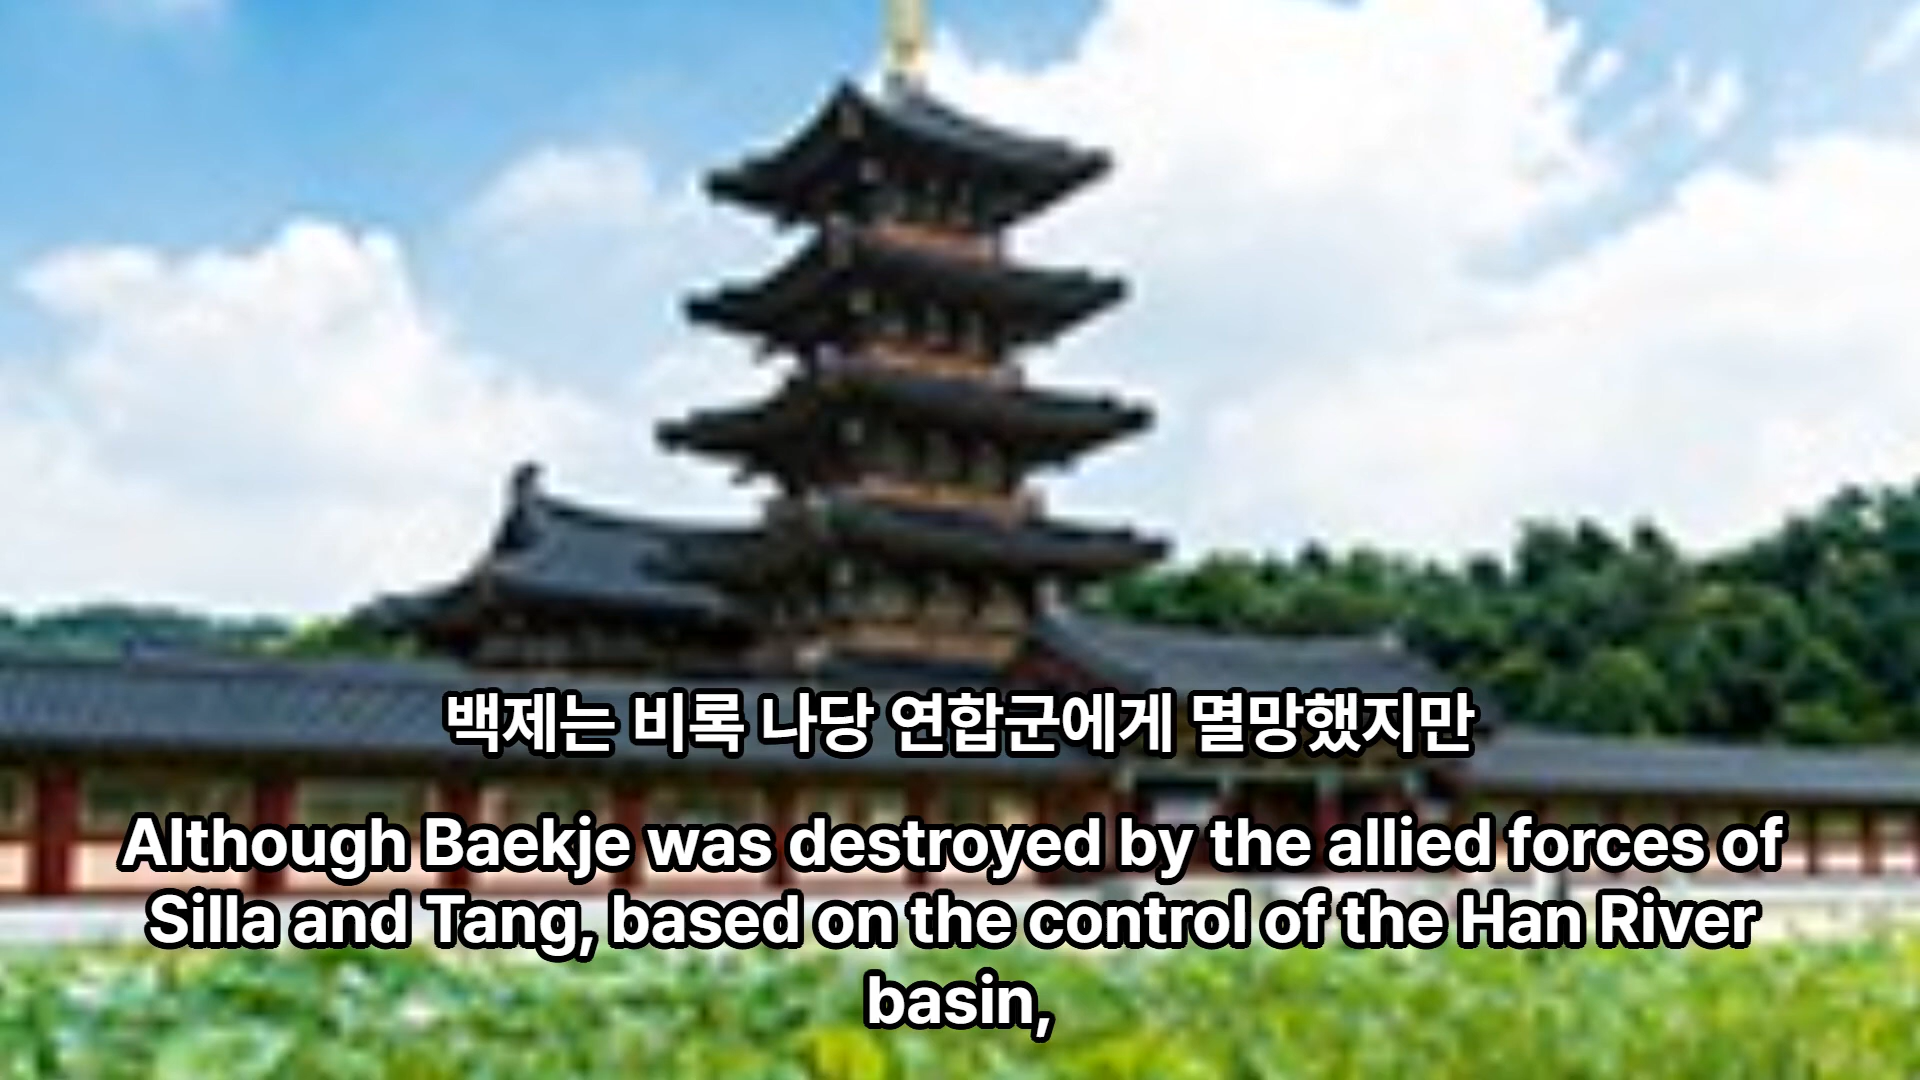 백제는 비록 나당 연합군에게 멸망했지만
Although Baekje was destroyed by the allied forces of
Silla and Tang, based on the control of the Han River
basin,